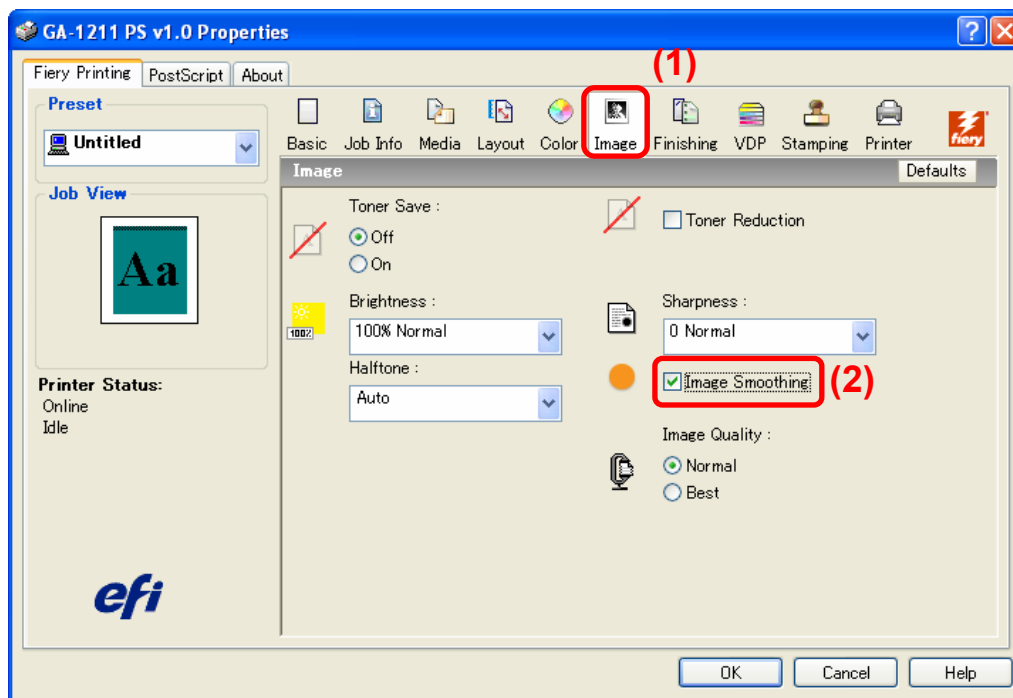 GA-1211 PS v1.0 Properties
(1)
Fiery Printing PostScript About
Preset
Untitled
Basic Job Info Media Layout Color Image Finishing VDP Stamping Printer
fiery
Image
Defaults
Job View
Aa
Printer Status:
Online
Idle
efi
Toner Save :
Off
On
Toner Reduction
Brightness :
100%
100% Normal
Sharpness :
0 Normal
Halftone :
Auto
Image Smoothing
(2)
Image Quality :
Normal
Best
OK Cancel Help